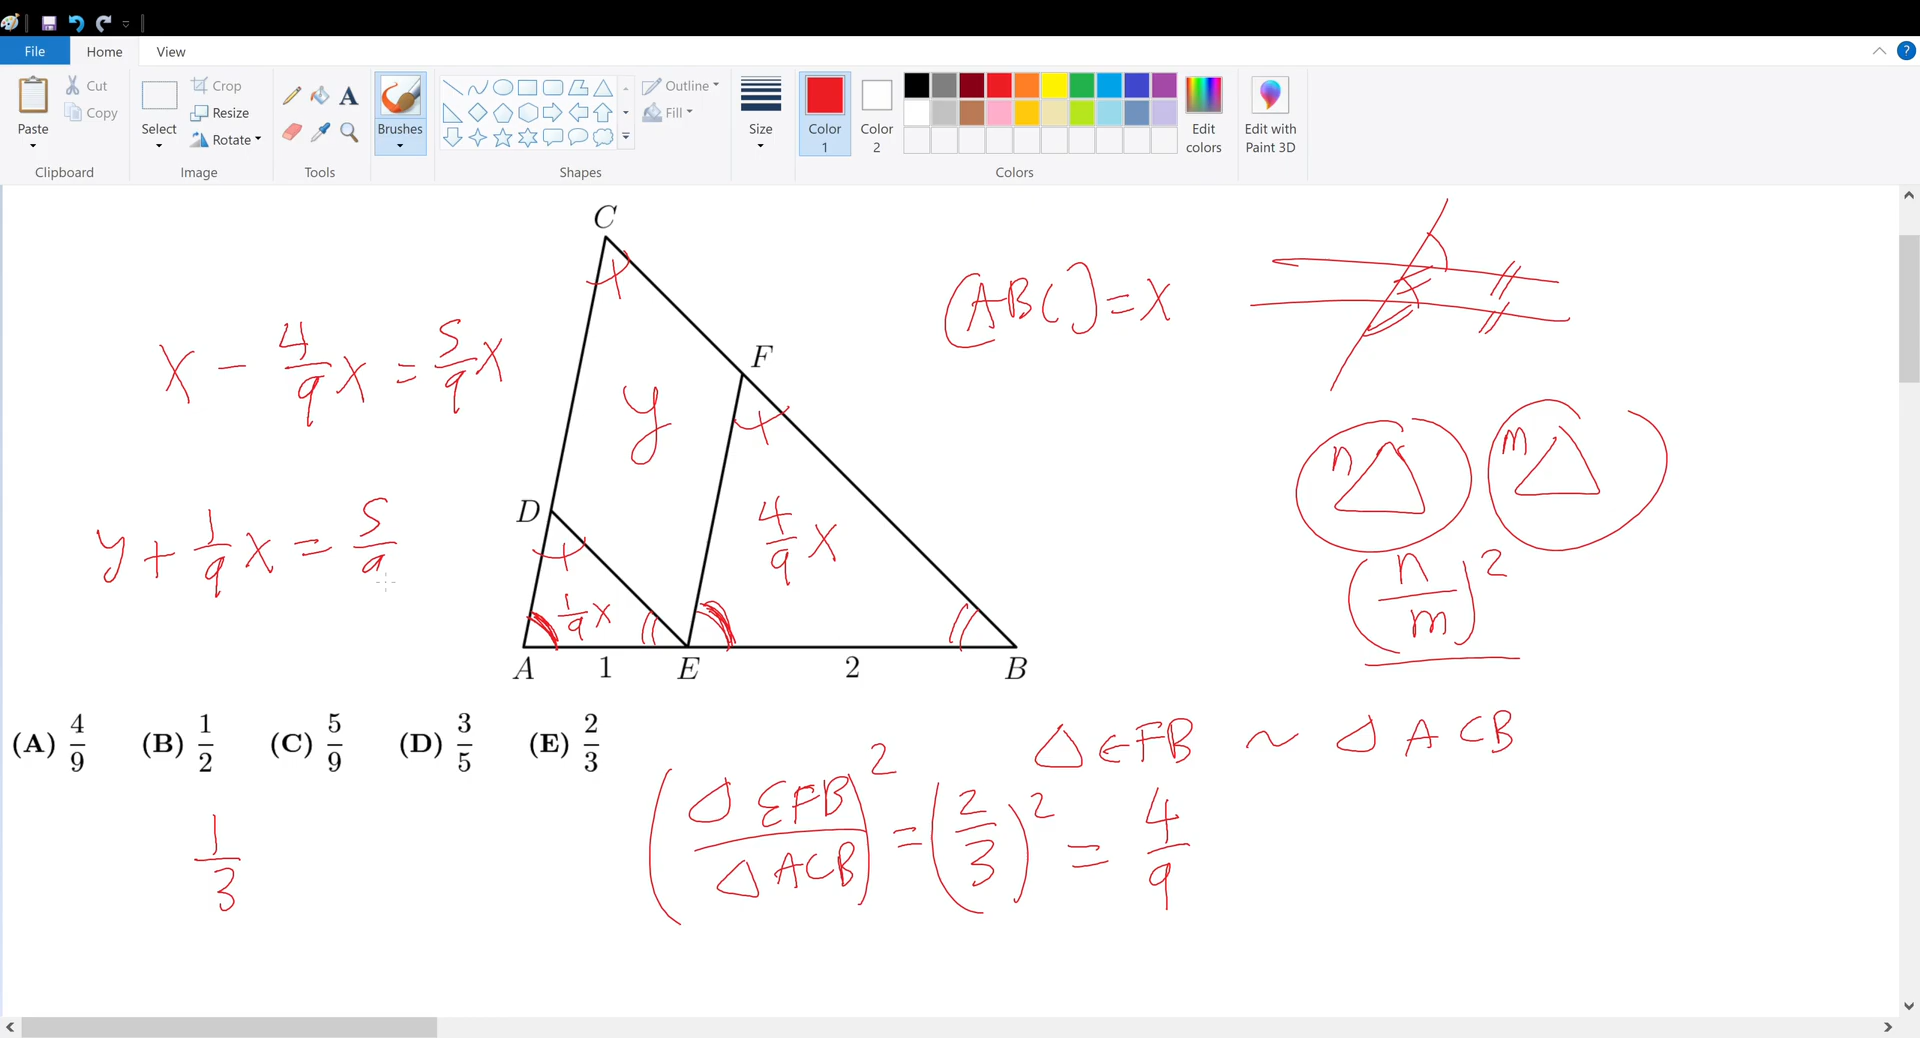 File Home View
Paste
Cut
Copy
Clipboard
Select
Crop
Resize
Rotate
Image
A
Tools
Brushes
Shapes
Outline
Fill
Size
Color 1
Color 2
Colors
Edit colors
Edit with Paint 3D
?
C
F
D
A 1 E 2 B
x - 4/9 x = 5/9 x
y + 1/9 x = 5/9
y
4/9 x
1/9 x
[ABC] = x
n
m
(n/m)²
(A) 4/9 (B) 1/2 (C) 5/9 (D) 3/5 (E) 2/3
1/3
△ EFB ~ △ ACB
(△ EFB / △ ACB)² = (2/3)² = 4/9